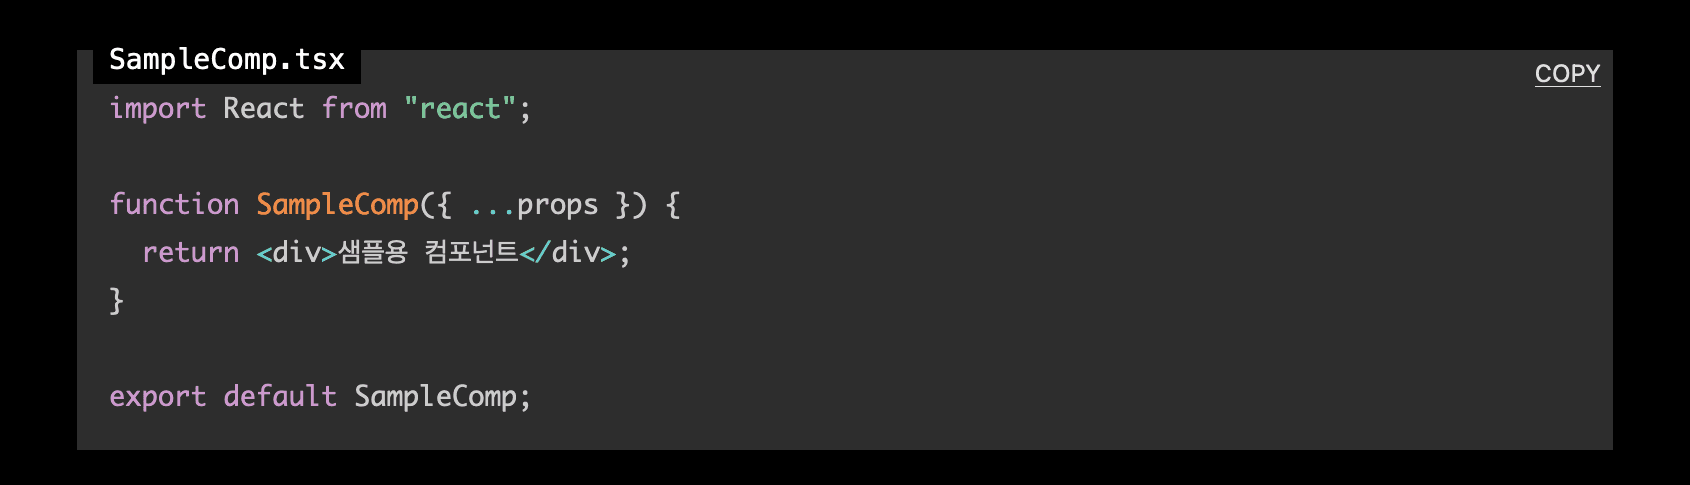 SampleComp.tsx
COPY
import React from "react";
function SampleComp({ ...props }) {
  return <div>샘플용 컴포넌트</div>;
}
export default SampleComp;